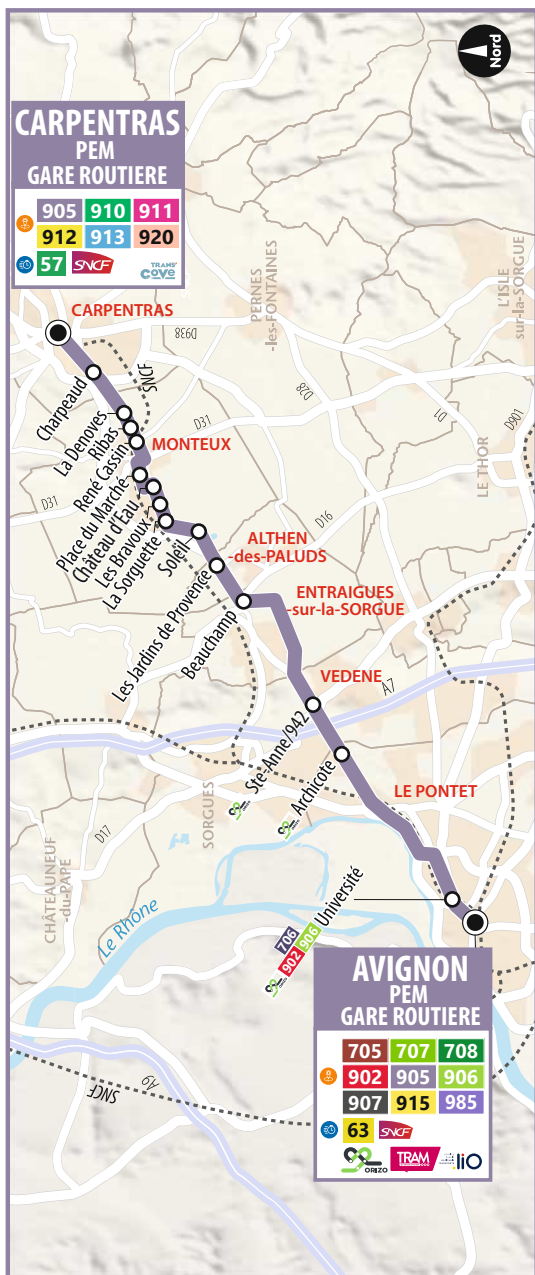 Nord
CARPENTRAS
PEM
GARE ROUTIERE
905 910 911
912 913 920
57 SNCF TRANS'
COVE
CARPENTRAS
PERNES
-les-FONTAINES
L'ISLE
sur-la-SORGUE
D938
SNCF
Charpeaud
La Denoves
Ribas
René Cassin
MONTEUX
D31
D28
D1
D901
LE THOR
D31
Place du Marché
Château d'Eau
Les Bravoux
La Sorguette
Soleil
D16
ALTHEN
-des-PALUDS
Les Jardins de Provence
Beauchamp
ENTRAIGUES
-sur-la-SORGUE
VEDENE
A7
Ste-Anne/942
Archicote
SORGUES
LE PONTET
D17
CHÂTEAUNEUF
-du-PAPE
Le Rhône
706
902 906 Université
A9
SNCF
AVIGNON
PEM
GARE ROUTIERE
705 707 708
902 905 906
907 915 985
63 SNCF
ORIZO TRAM liO